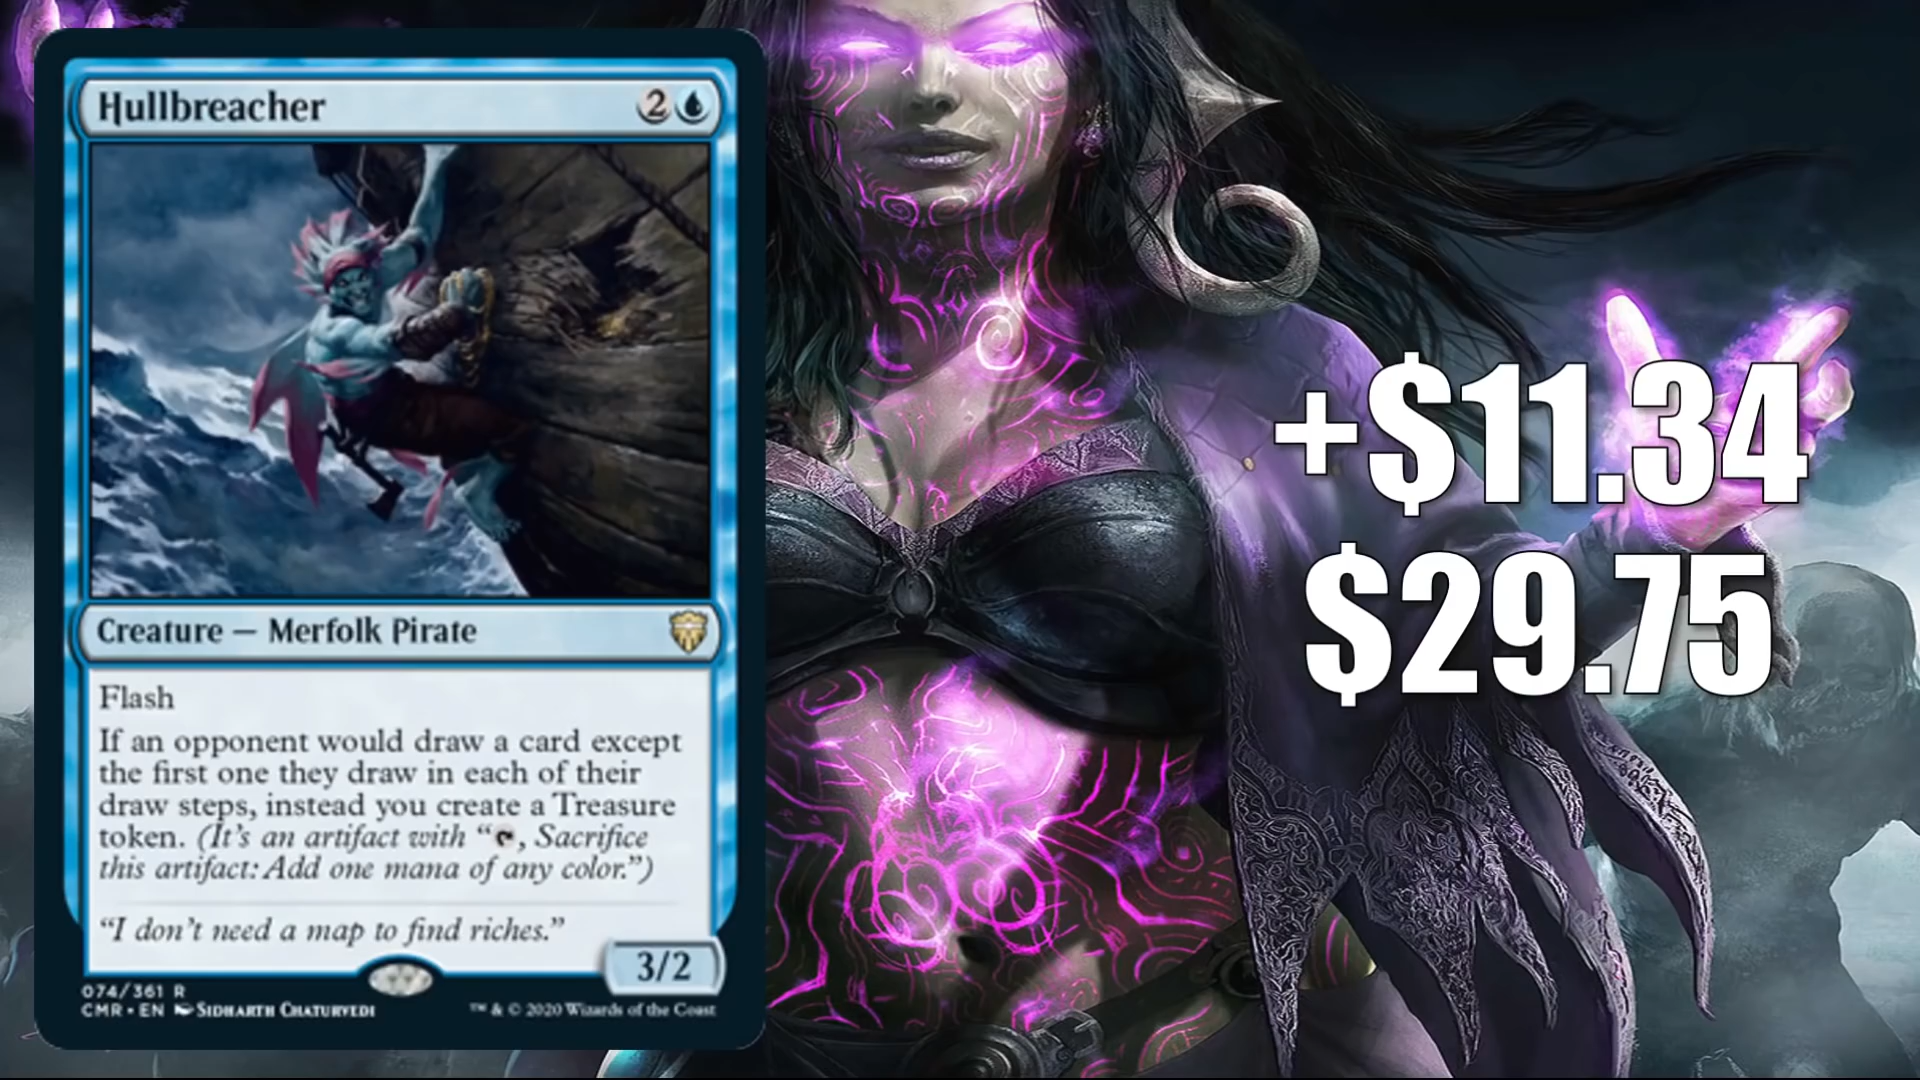 Hullbreacher 2
Creature — Merfolk Pirate
Flash
If an opponent would draw a card except
the first one they draw in each of their
draw steps, instead you create a Treasure
token. (It's an artifact with “, Sacrifice
this artifact: Add one mana of any color.”)
“I don't need a map to find riches.”
3/2
074/361 R
CMR • EN Sidharth Chaturvedi
™ & © 2020 Wizards of the Coast
+$11.34
$29.75